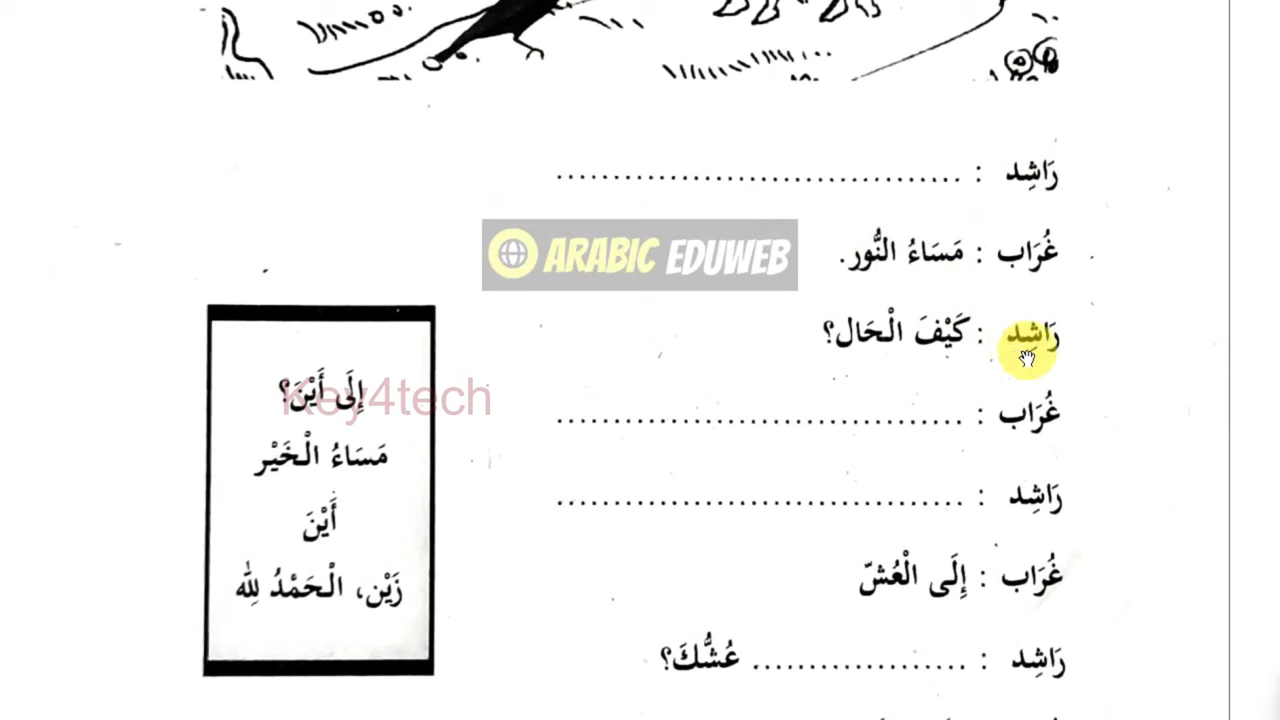 رَاشِد : ......................................
ARABIC EDUWEB
غُرَاب : مَسَاءُ النُّور.
رَاشِد : كَيْفَ الْحَال؟
غُرَاب : ......................................
رَاشِد : ......................................
غُرَاب : إِلَى الْعُشّ
رَاشِد : .................... عُشُّكَ؟
إِلَى أَيْنَ؟
Key4tech
مَسَاءُ الْخَيْر
أَيْنَ
زَيْن، الْحَمْدُ لِلّٰه